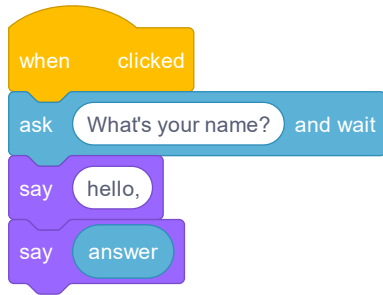 when clicked
ask What's your name? and wait
say hello,
say answer